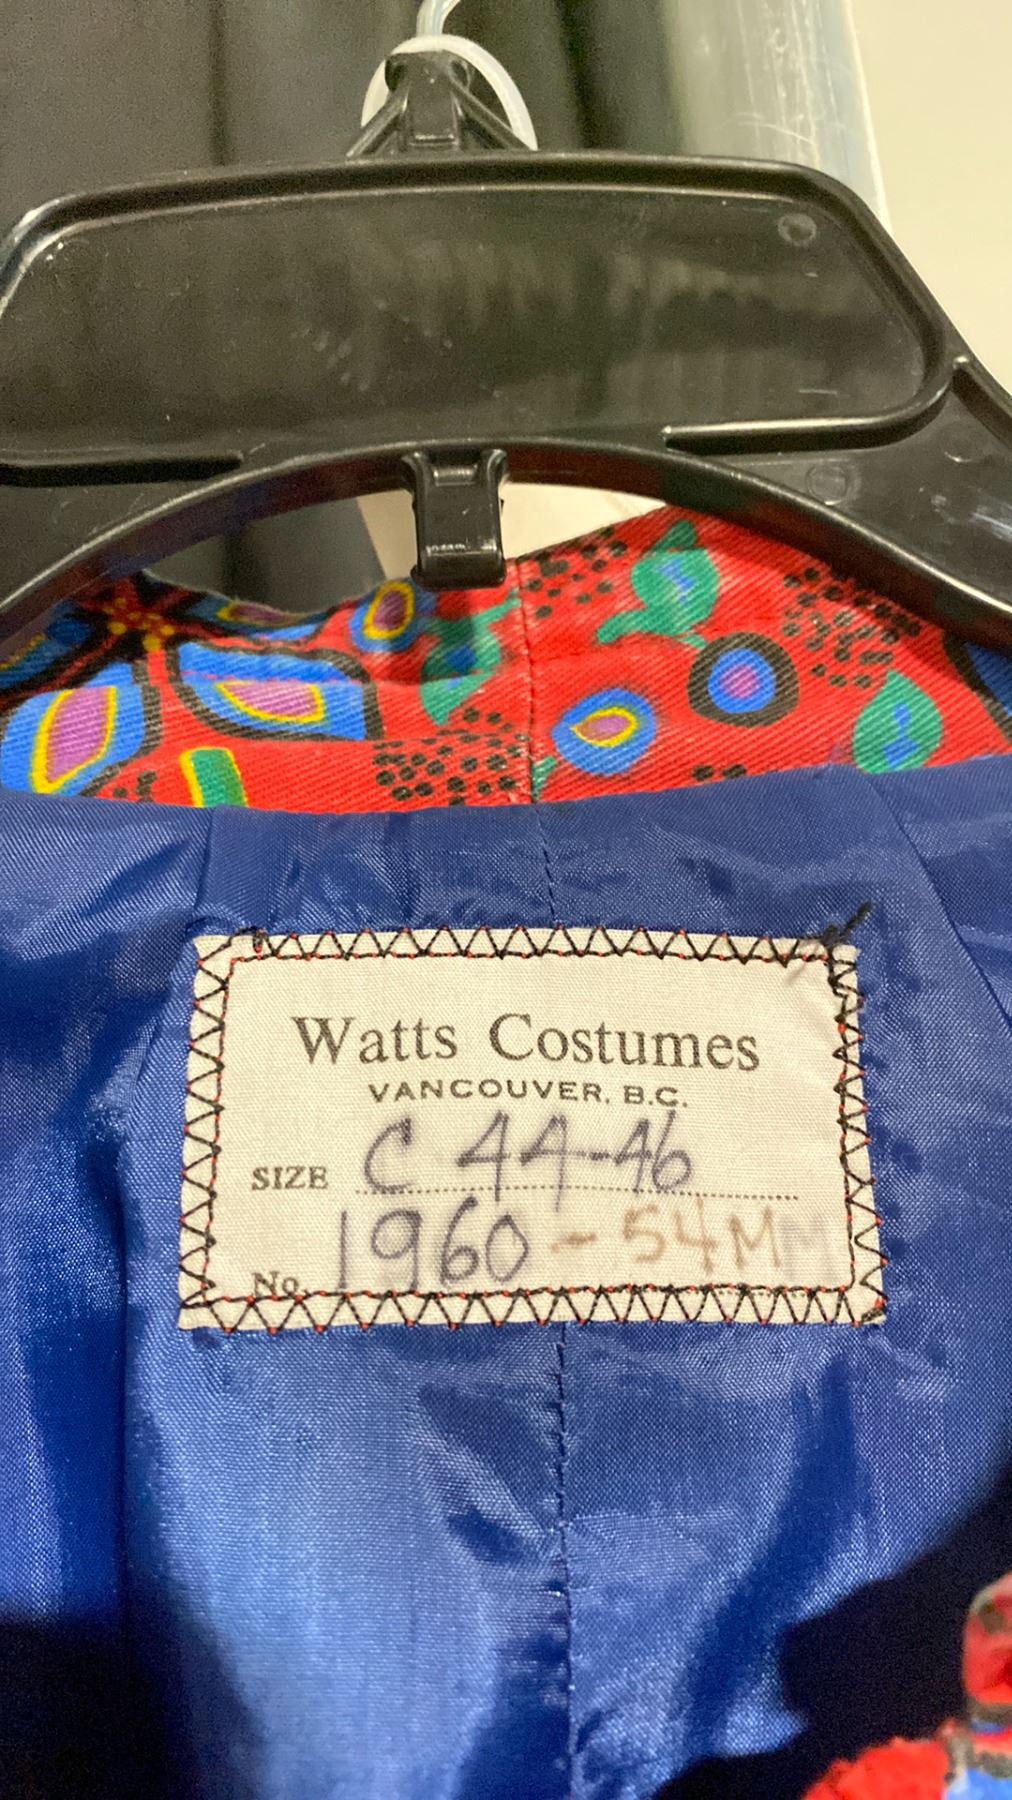 Watts Costumes
VANCOUVER, B.C.
SIZE C 44-46
No. 1960 - 54M M